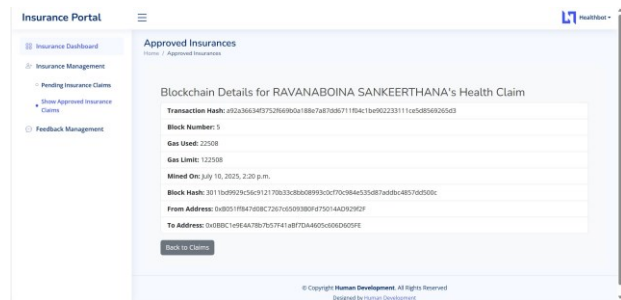 Insurance Portal
Healthbot
Insurance Dashboard
Insurance Management
Pending Insurance Claims
Show Approved Insurance
Claims
Feedback Management
Approved Insurances
Home / Approved Insurances
Blockchain Details for RAVANABOINA SANKEERTHANA's Health Claim
Transaction Hash: a92a36634f3752f669b0a188e7a87dd6711f04c1be902233111ce5d8569265d3
Block Number: 5
Gas Used: 22508
Gas Limit: 122508
Mined On: July 10, 2025, 2:20 p.m.
Block Hash: 3011bd9929c56c912170b33c8bb08993c0cf70c984e535d87addbc4857dd500c
From Address: 0xB051ff847d08C7267c65093B0Fd75014AD929f2F
To Address: 0x0BBC1e9E4A78b7b57F41aBf7DA4605c606D605FE
Back to Claims
© Copyright Human Development. All Rights Reserved
Designed by Human Development